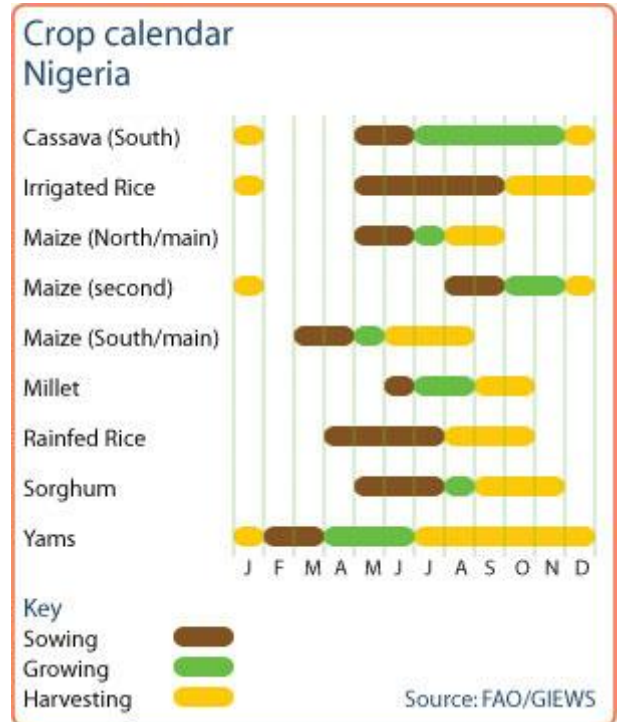 Crop calendar
Nigeria
Cassava (South)
Irrigated Rice
Maize (North/main)
Maize (second)
Maize (South/main)
Millet
Rainfed Rice
Sorghum
Yams
J F M A M J J A S O N D
Key
Sowing
Growing
Harvesting
Source: FAO/GIEWS